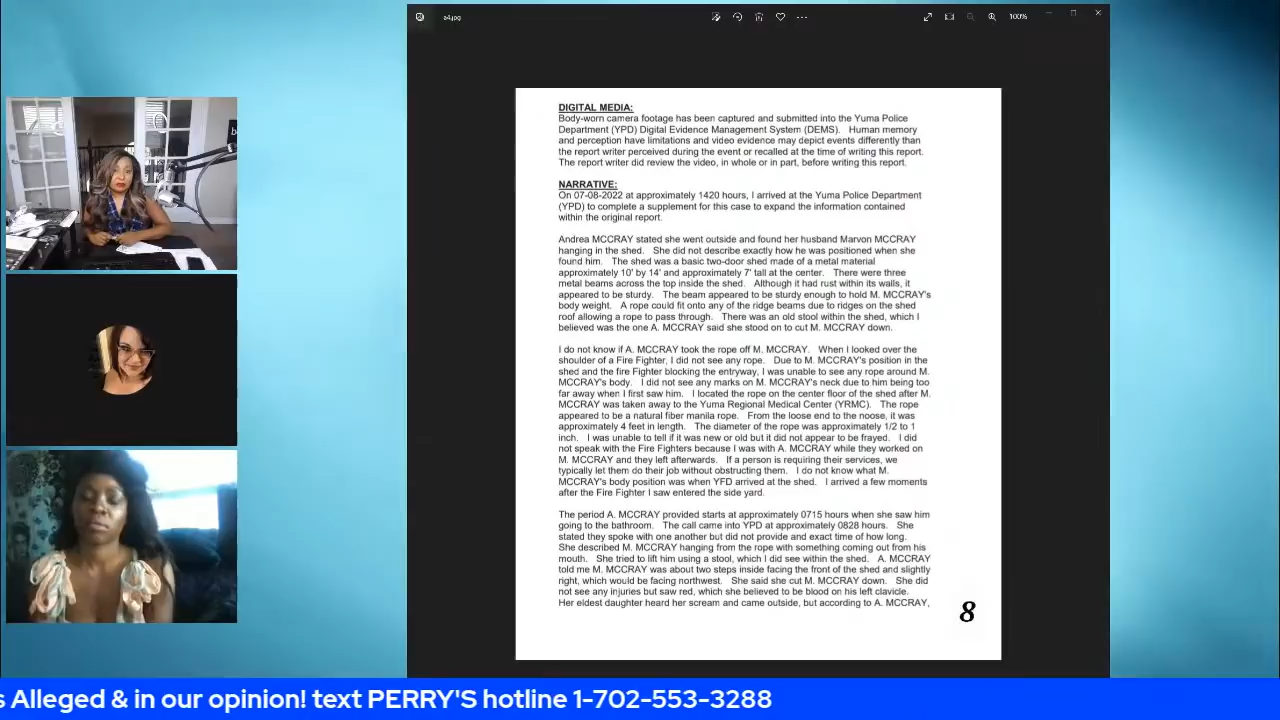 a4.jpg
100%
DIGITAL MEDIA:
Body-worn camera footage has been captured and submitted into the Yuma Police
Department (YPD) Digital Evidence Management System (DEMS). Human memory
and perception have limitations and video evidence may depict events differently than
the report writer perceived during the event or recalled at the time of writing this report.
The report writer did review the video, in whole or in part, before writing this report.
NARRATIVE:
On 07-08-2022 at approximately 1420 hours, I arrived at the Yuma Police Department
(YPD) to complete a supplement for this case to expand the information contained
within the original report.
Andrea MCCRAY stated she went outside and found her husband Marvon MCCRAY
hanging in the shed. She did not describe exactly how he was positioned when she
found him. The shed was a basic two-door shed made of a metal material
approximately 10' by 14' and approximately 7' tall at the center. There were three
metal beams across the top inside the shed. Although it had rust within its walls, it
appeared to be sturdy. The beam appeared to be sturdy enough to hold M. MCCRAY's
body weight. A rope could fit onto any of the ridge beams due to ridges on the shed
roof allowing a rope to pass through. There was an old stool within the shed, which I
believed was the one A. MCCRAY said she stood on to cut M. MCCRAY down.
I do not know if A. MCCRAY took the rope off M. MCCRAY. When I looked over the
shoulder of a Fire Fighter, I did not see any rope. Due to M. MCCRAY's position in the
shed and the firefighter blocking the entryway, I was unable to see any rope around M.
MCCRAY's body. I did not see any marks on M. MCCRAY's neck due to him being too
far away when I first saw him. I located the rope on the center floor of the shed after M.
MCCRAY was taken away to the Yuma Regional Medical Center (YRMC). The rope
appeared to be a natural fiber manila rope. From the loose end to the noose, it was
approximately 4 feet in length. The diameter of the rope was approximately 1/2 to 1
inch. I was unable to tell if it was new or old but it did not appear to be frayed. I did
not speak with the Fire Fighters because I was with A. MCCRAY while they worked on
M. MCCRAY and they left afterwards. If a person is requiring their services, we
typically let them do their job without obstructing them. I do not know what M.
MCCRAY's body position was when YFD arrived at the shed. I arrived a few moments
after the Fire Fighter I saw entered the side yard.
The period A. MCCRAY provided starts at approximately 0715 hours when she saw him
going to the bathroom. The call came into YPD at approximately 0828 hours. She
stated they spoke with one another but did not provide and exact time of how long.
She described M. MCCRAY hanging from the rope with something coming out from his
mouth. She tried to lift him using a stool, which I did see within the shed. A. MCCRAY
told me M. MCCRAY was about two steps inside facing the front of the shed and slightly
right, which would be facing northwest. She said she cut M. MCCRAY down. She did
not see any injuries but saw red, which she believed to be blood on his left clavicle.
Her eldest daughter heard her scream and came outside, but according to A. MCCRAY,
8
s Alleged & in our opinion! text PERRY'S hotline 1-702-553-3288